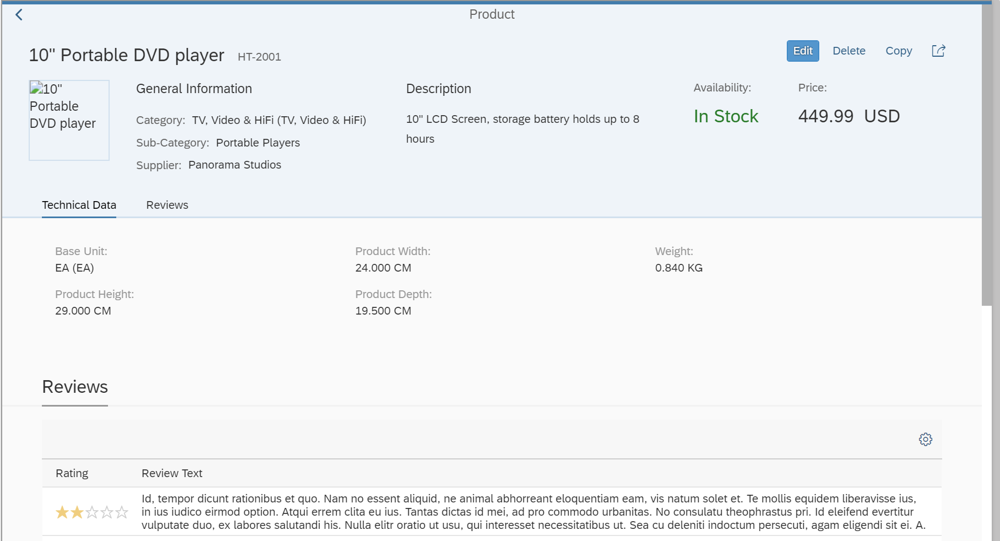 Product
10" Portable DVD player HT-2001
Edit Delete Copy
10"
Portable
DVD player
General Information
Category: TV, Video & HiFi (TV, Video & HiFi)
Sub-Category: Portable Players
Supplier: Panorama Studios
Description
10" LCD Screen, storage battery holds up to 8
hours
Availability:
In Stock
Price:
449.99 USD
Technical Data Reviews
Base Unit:
EA (EA)
Product Width:
24.000 CM
Weight:
0.840 KG
Product Height:
29.000 CM
Product Depth:
19.500 CM
Reviews
Rating Review Text
Id, tempor dicunt rationibus et quo. Nam no essent aliquid, ne animal abhorreant eloquentiam eam, vis natum solet et. Te mollis equidem liberavisse ius,
in ius iudico eirmod option. Atqui errem clita eu ius. Tantas dictas id mei, ad pro commodo urbanitas. No consulatu theophrastus pri. Id eleifend evertitur
vulputate duo, ex labores salutandi his. Nulla elitr oratio ut usu, qui interesset necessitatibus ut. Sea cu deleniti indoctum persecuti, agam eligendi sit ei. A.